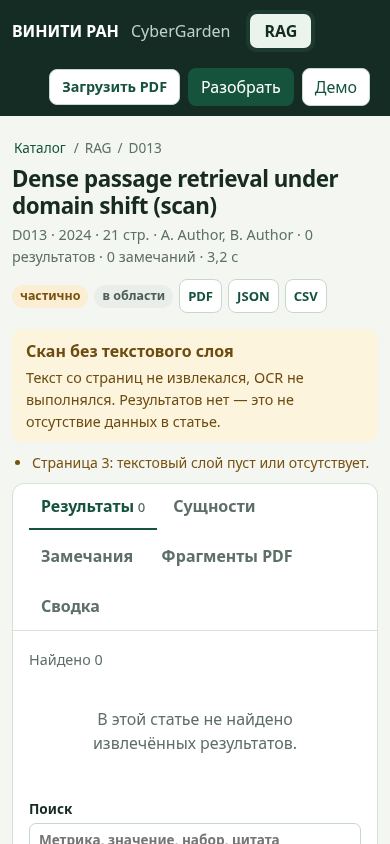 ВИНИТИ РАН CyberGarden RAG
Загрузить PDF Разобрать Демо
Каталог / RAG / D013
Dense passage retrieval under
domain shift (scan)
D013 · 2024 · 21 стр. · A. Author, B. Author · 0
результатов · 0 замечаний · 3,2 с
частично в области PDF JSON CSV
Скан без текстового слоя
Текст со страниц не извлекался, OCR не
выполнялся. Результатов нет — это не
отсутствие данных в статье.
• Страница 3: текстовый слой пуст или отсутствует.
Результаты 0 Сущности
Замечания Фрагменты PDF
Сводка
Найдено 0
В этой статье не найдено
извлечённых результатов.
Поиск
Метрика, значение, набор, цитата